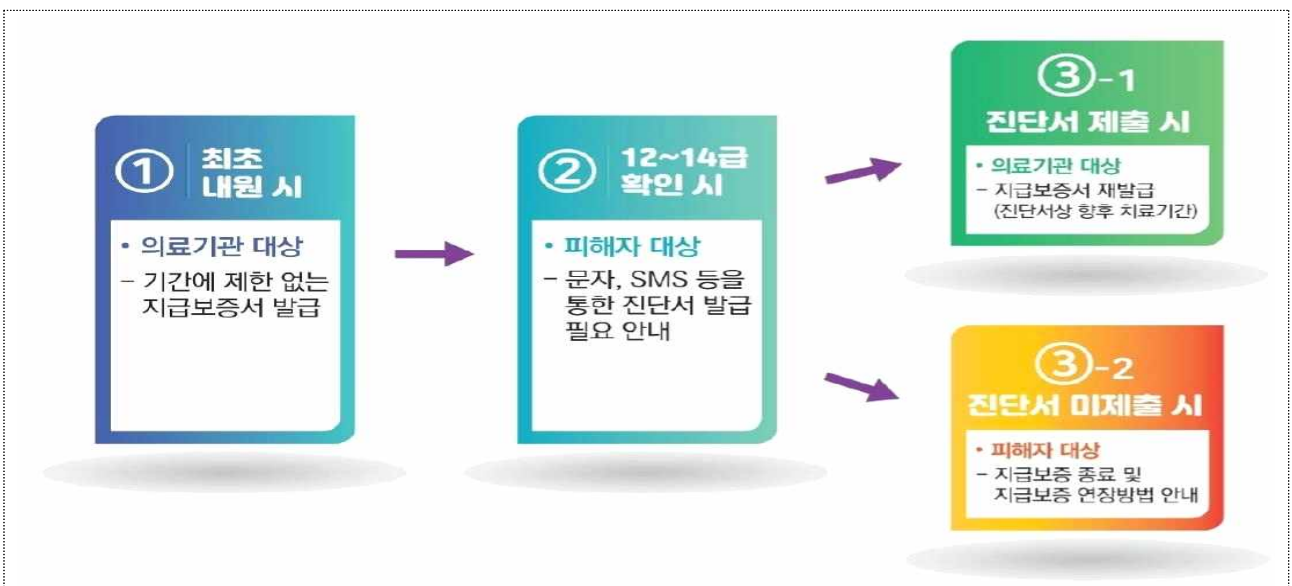 ① 최초
내원 시
• 의료기관 대상
– 기간에 제한 없는
지급보증서 발급
② 12~14급
확인 시
• 피해자 대상
– 문자, SMS 등을
통한 진단서 발급
필요 안내
③-1
진단서 제출 시
• 의료기관 대상
– 지급보증서 재발급
(진단서상 향후 치료기간)
③-2
진단서 미제출 시
• 피해자 대상
– 지급보증 종료 및
지급보증 연장방법 안내